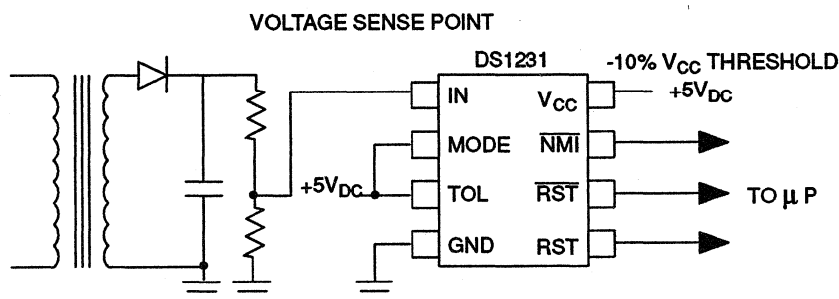 VOLTAGE SENSE POINT
DS1231
-10% VCC THRESHOLD
IN
VCC
+5VDC
MODE
NMI
+5VDC
TOL
RST
TO μ P
GND
RST